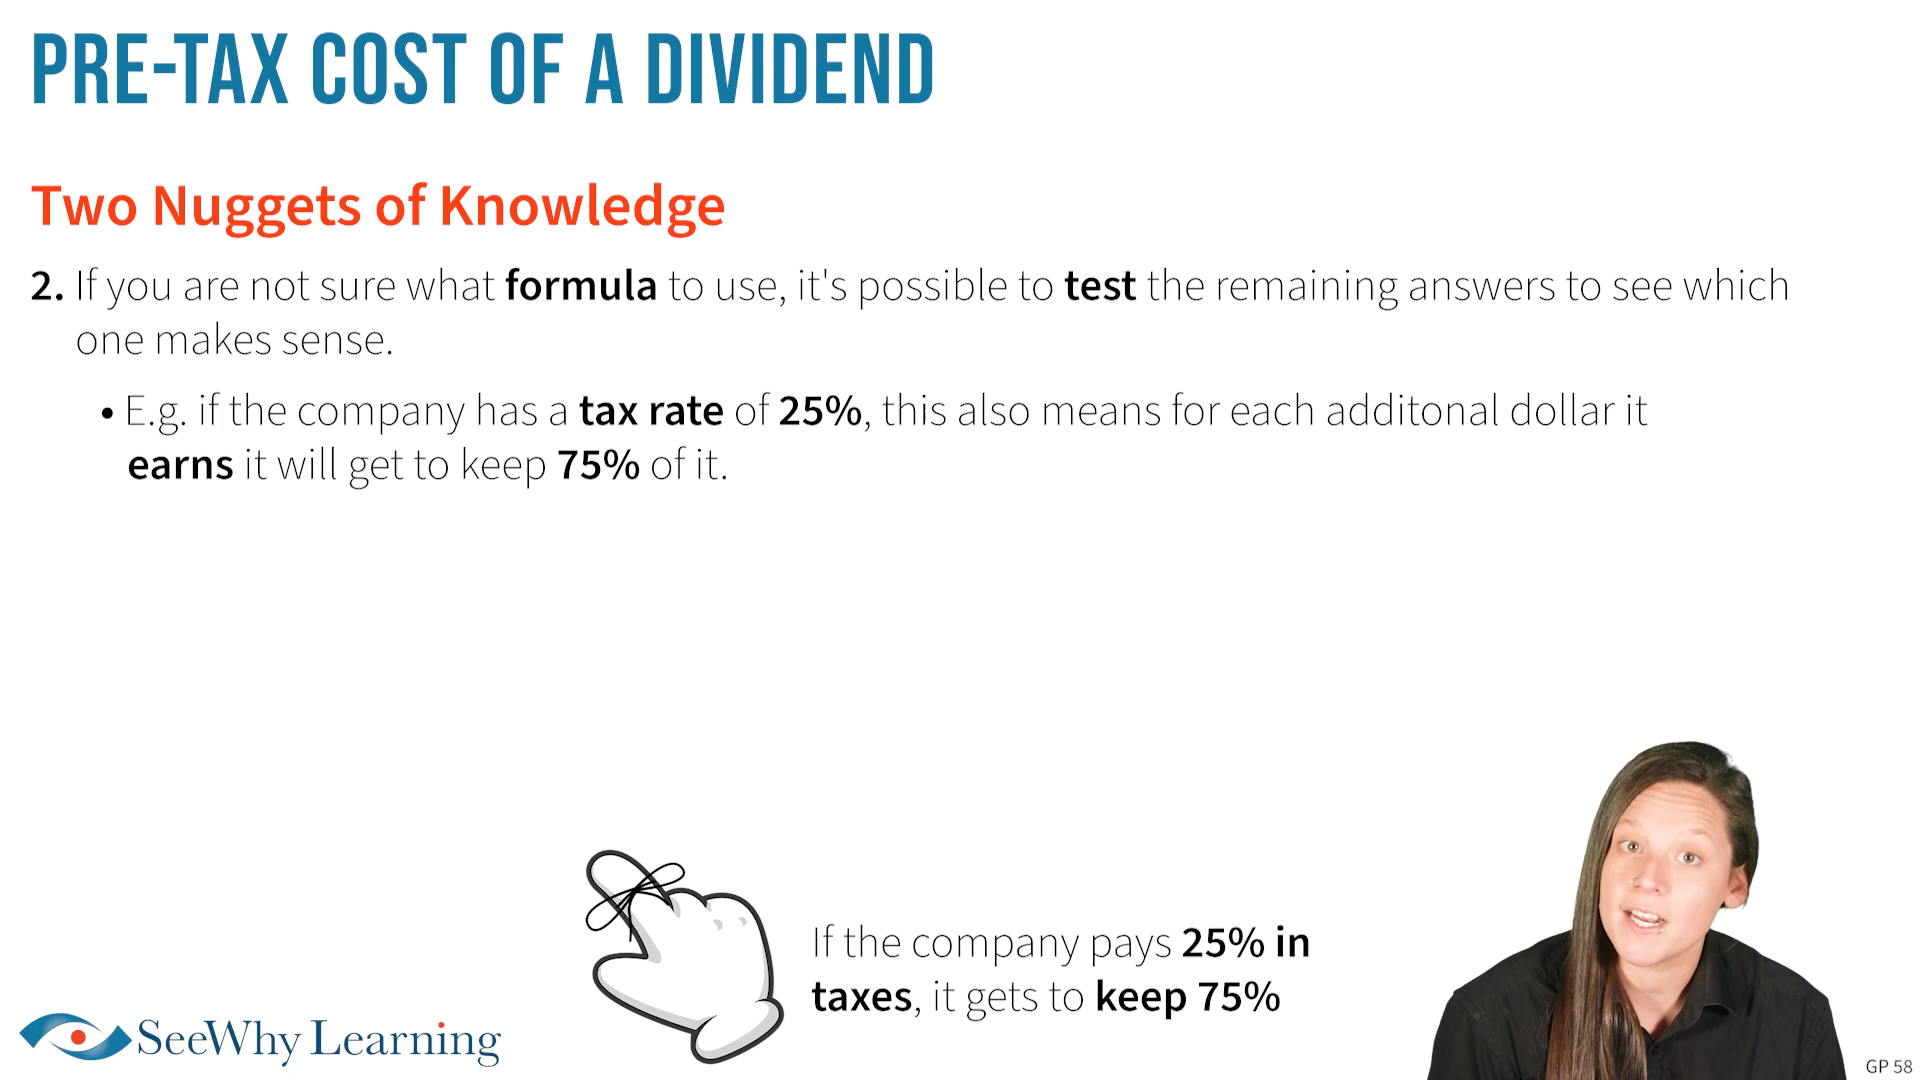 PRE-TAX COST OF A DIVIDEND
Two Nuggets of Knowledge
2. If you are not sure what formula to use, it's possible to test the remaining answers to see which
one makes sense.
• E.g. if the company has a tax rate of 25%, this also means for each additonal dollar it
earns it will get to keep 75% of it.
If the company pays 25% in
taxes, it gets to keep 75%
SeeWhy Learning
GP 58